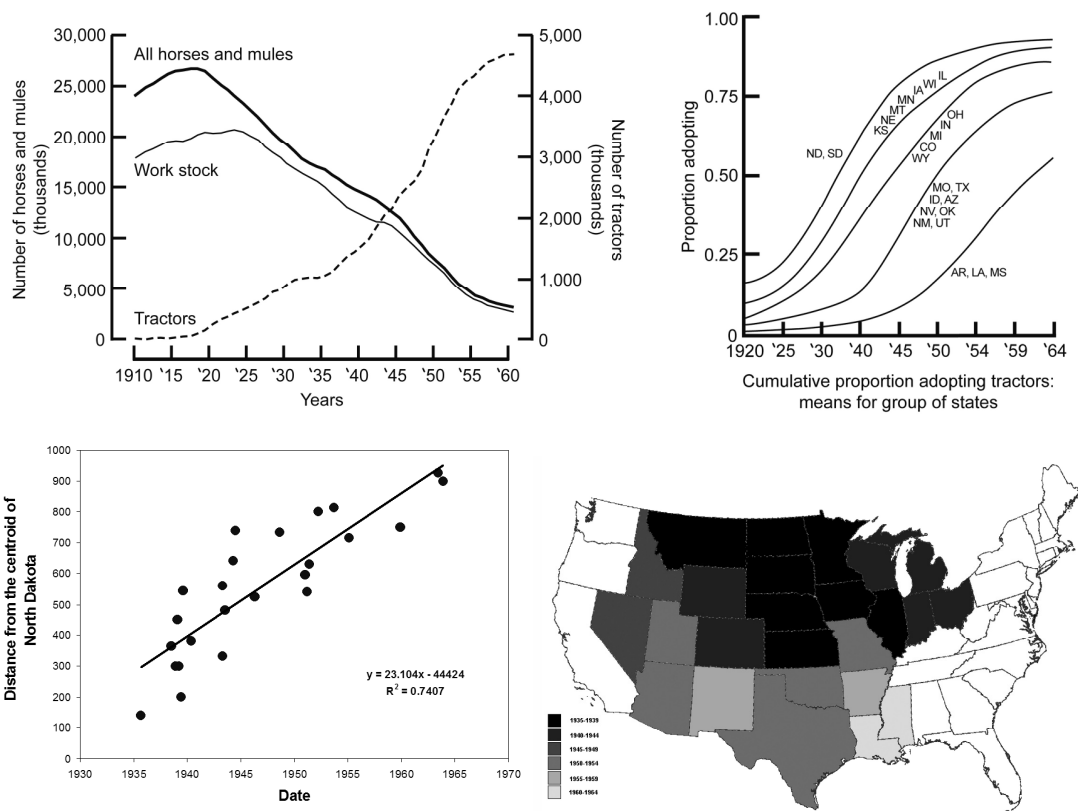 30,000
25,000
20,000
15,000
10,000
5,000
0
Number of horses and mules
(thousands)
All horses and mules
Work stock
Tractors
5,000
4,000
3,000
2,000
1,000
0
Number of tractors
(thousands)
1910 '15 '20 '25 '30 '35 '40 '45 '50 '55 '60
Years
1.00
0.75
0.50
0.25
0
Proportion adopting
ND, SD
IL
WI
IA
MN
MT
NE
KS
OH
IN
MI
CO
WY
MO, TX
ID, AZ
NV, OK
NM, UT
AR, LA, MS
1920 '25 '30 '40 '45 '50 '54 '59 '64
Cumulative proportion adopting tractors:
means for group of states
1000
900
800
700
600
500
400
300
200
100
0
Distance from the centroid of
North Dakota
y = 23.104x - 44424
R2 = 0.7407
1930 1935 1940 1945 1950 1955 1960 1965 1970
Date
1935-1939
1940-1944
1945-1949
1950-1954
1955-1959
1960-1964